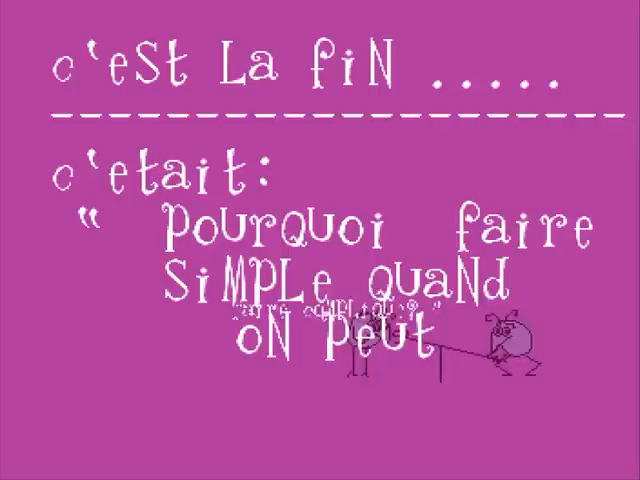 c'eSt La fiN .....
c'etait:
" pourQuoi faire
SiMPLe quaNd
oN peut